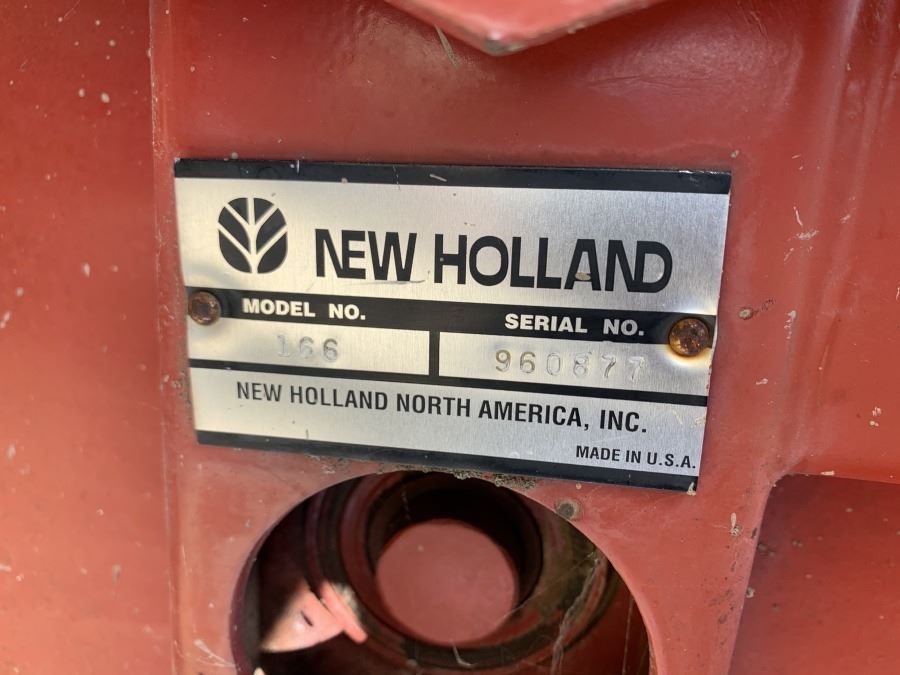 NEW HOLLAND
MODEL NO. SERIAL NO.
166 960877
NEW HOLLAND NORTH AMERICA, INC.
MADE IN U.S.A.